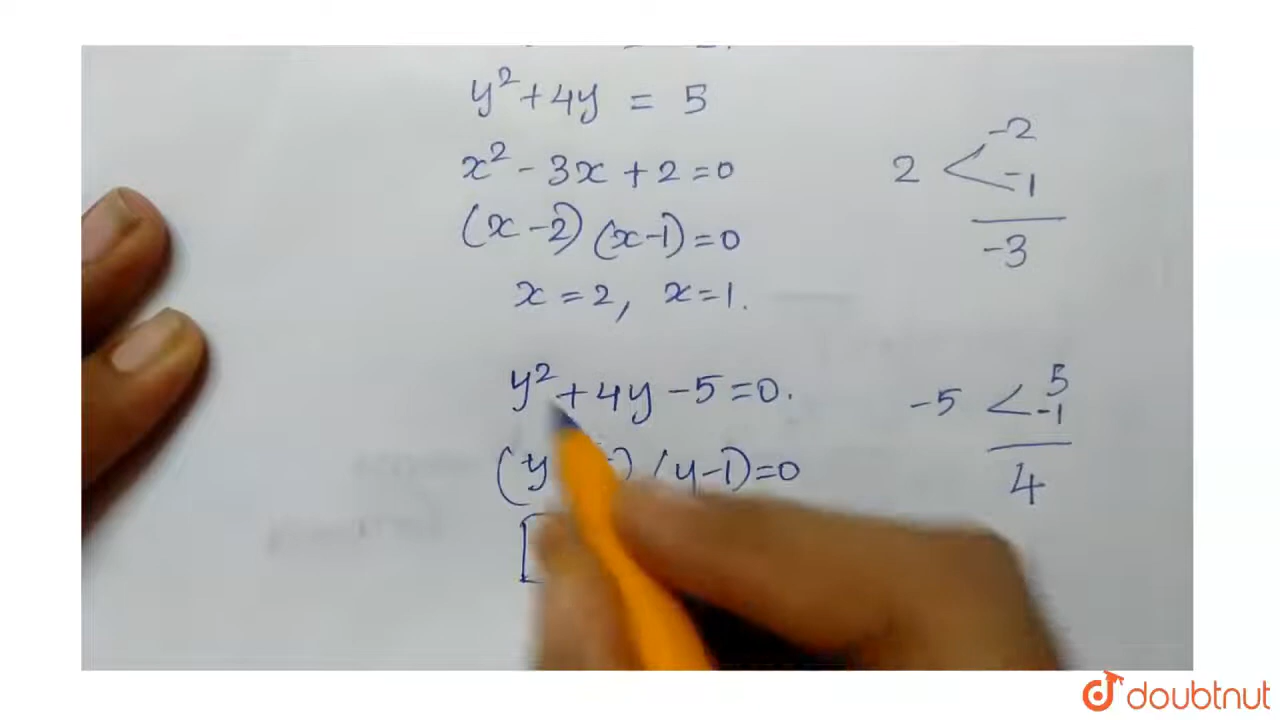 y² + 4y = 5
x² - 3x + 2 = 0
(x - 2) (x - 1) = 0
x = 2, x = 1.
2 < -2
-1
-3
y² + 4y - 5 = 0.
(y (y - 1) = 0
-5 < 5
-1
4
doubtnut